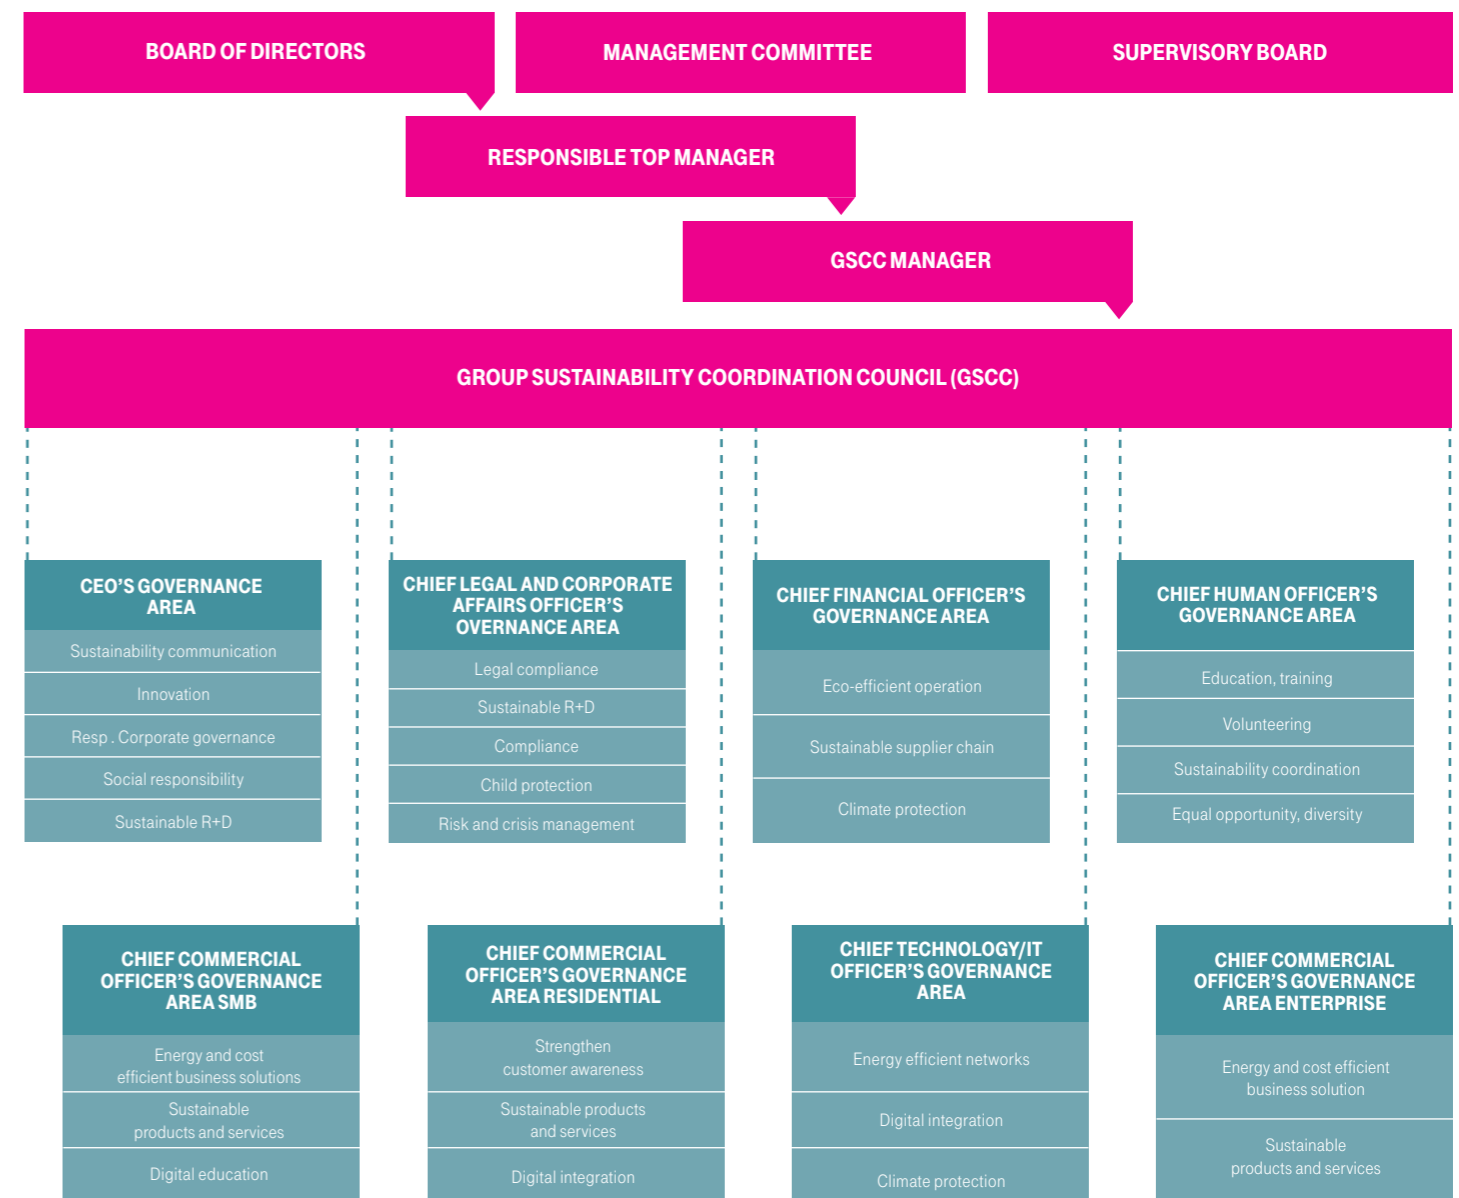 BOARD OF DIRECTORS
MANAGEMENT COMMITTEE
SUPERVISORY BOARD
RESPONSIBLE TOP MANAGER
GSCC MANAGER
GROUP SUSTAINABILITY COORDINATION COUNCIL (GSCC)
CEO'S GOVERNANCE
AREA
Sustainability communication
Innovation
Resp . Corporate governance
Social responsibility
Sustainable R+D
CHIEF LEGAL AND CORPORATE
AFFAIRS OFFICER'S
OVERNANCE AREA
Legal compliance
Sustainable R+D
Compliance
Child protection
Risk and crisis management
CHIEF FINANCIAL OFFICER'S
GOVERNANCE AREA
Eco-efficient operation
Sustainable supplier chain
Climate protection
CHIEF HUMAN OFFICER'S
GOVERNANCE AREA
Education, training
Volunteering
Sustainability coordination
Equal opportunity, diversity
CHIEF COMMERCIAL
OFFICER'S GOVERNANCE
AREA SMB
Energy and cost
efficient business solutions
Sustainable
products and services
Digital education
CHIEF COMMERCIAL
OFFICER'S GOVERNANCE
AREA RESIDENTIAL
Strengthen
customer awareness
Sustainable products
and services
Digital integration
CHIEF TECHNOLOGY/IT
OFFICER'S GOVERNANCE
AREA
Energy efficient networks
Digital integration
Climate protection
CHIEF COMMERCIAL
OFFICER'S GOVERNANCE
AREA ENTERPRISE
Energy and cost efficient
business solution
Sustainable
products and services